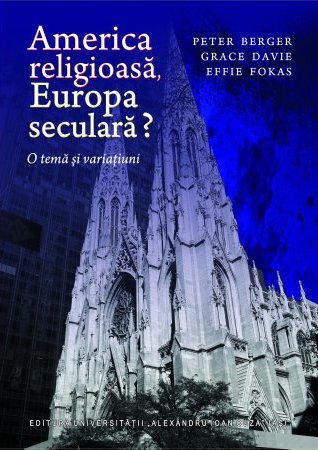 America
religioasă,
Europa
seculară?
O temă și variațiuni
PETER BERGER
GRACE DAVIE
EFFIE FOKAS
EDITURA UNIVERSITĂȚII „ALEXANDRU IOAN CUZA” IAȘI